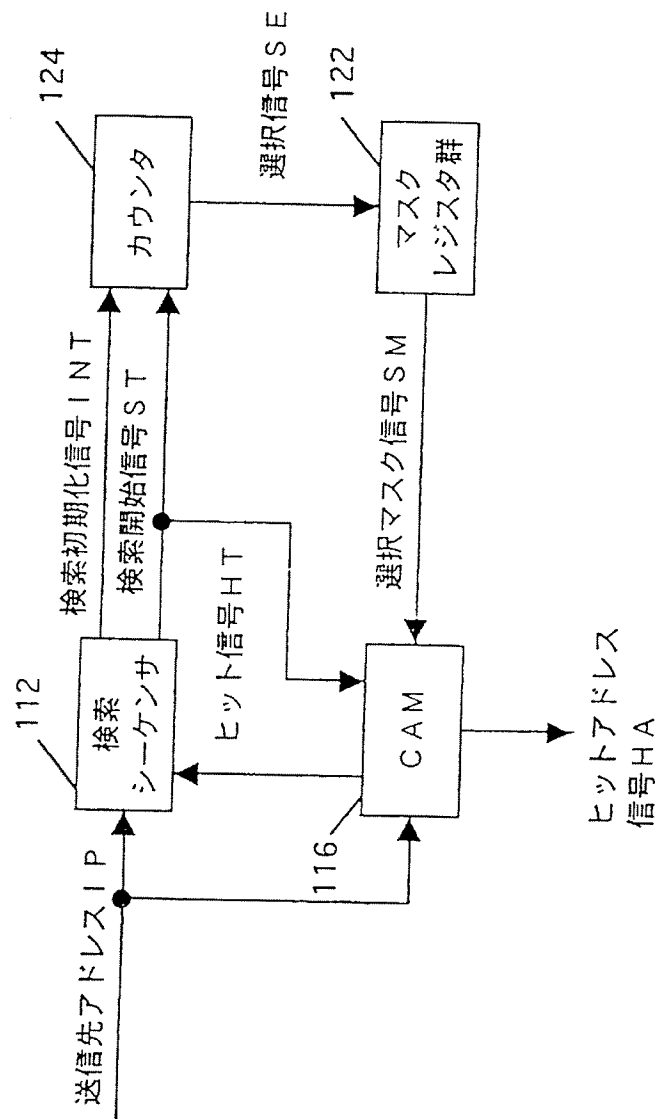 送信先アドレスIP
112
検索
シーケンサ
検索初期化信号INT
検索開始信号ST
124
カウンタ
ヒット信号HT
選択信号SE
116
CAM
選択マスク信号SM
122
マスク
レジスタ群
ヒットアドレス
信号HA